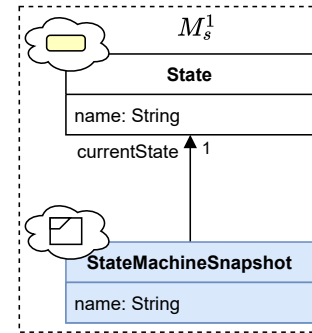 M_s^1
State
name: String
currentState 1
StateMachineSnapshot
name: String